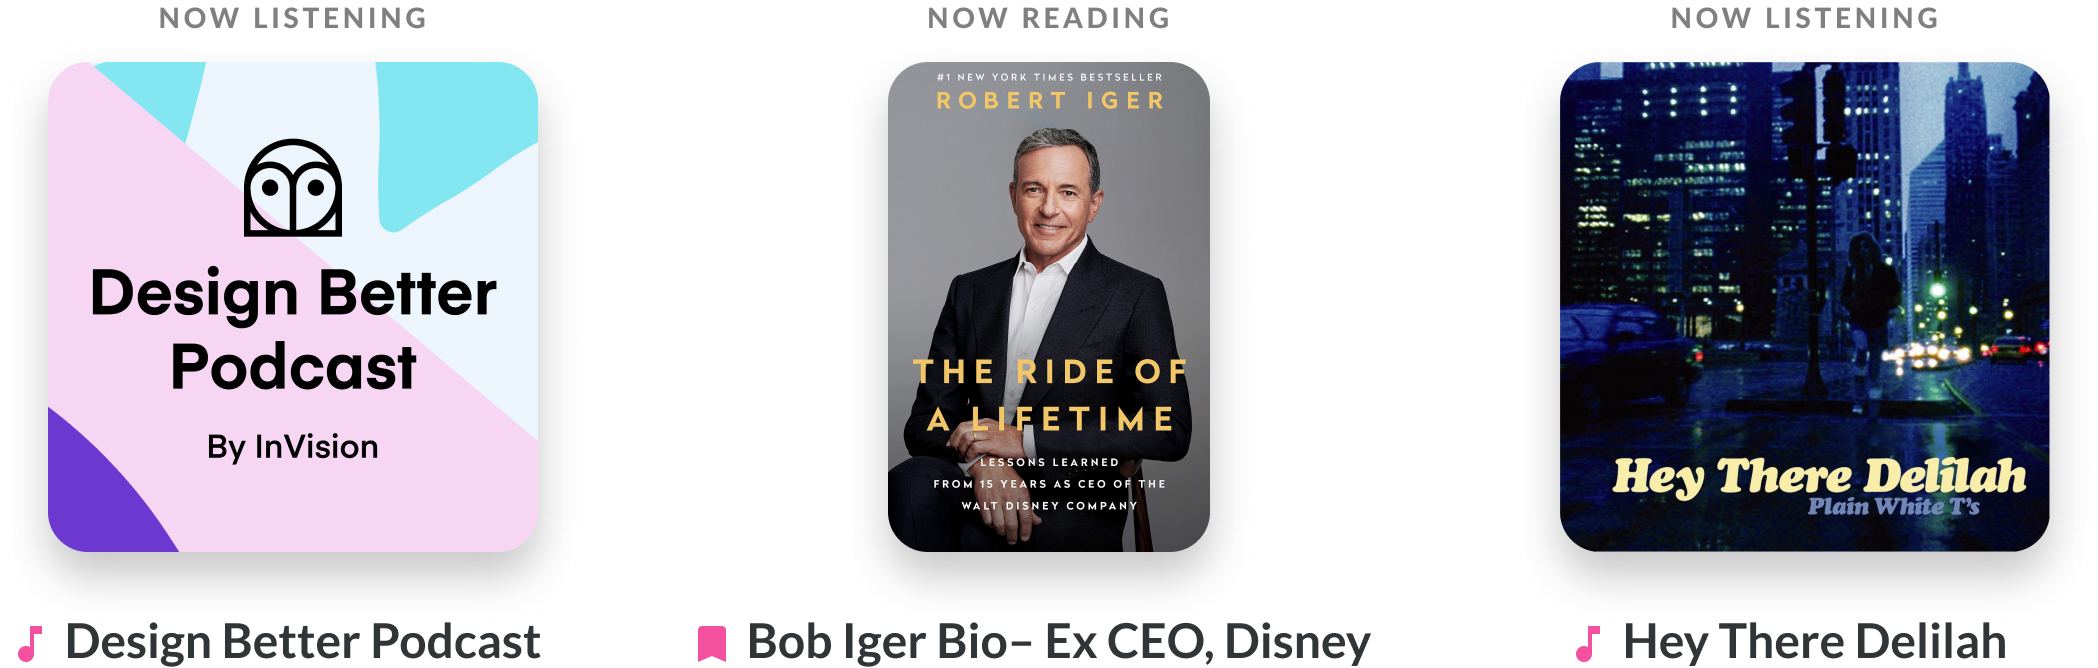 NOW LISTENING
Design Better
Podcast
By InVision
Design Better Podcast
NOW READING
#1 NEW YORK TIMES BESTSELLER
ROBERT IGER
THE RIDE OF
A LIFETIME
LESSONS LEARNED
FROM 15 YEARS AS CEO OF THE
WALT DISNEY COMPANY
Bob Iger Bio– Ex CEO, Disney
NOW LISTENING
Hey There Delilah
Plain White T's
Hey There Delilah